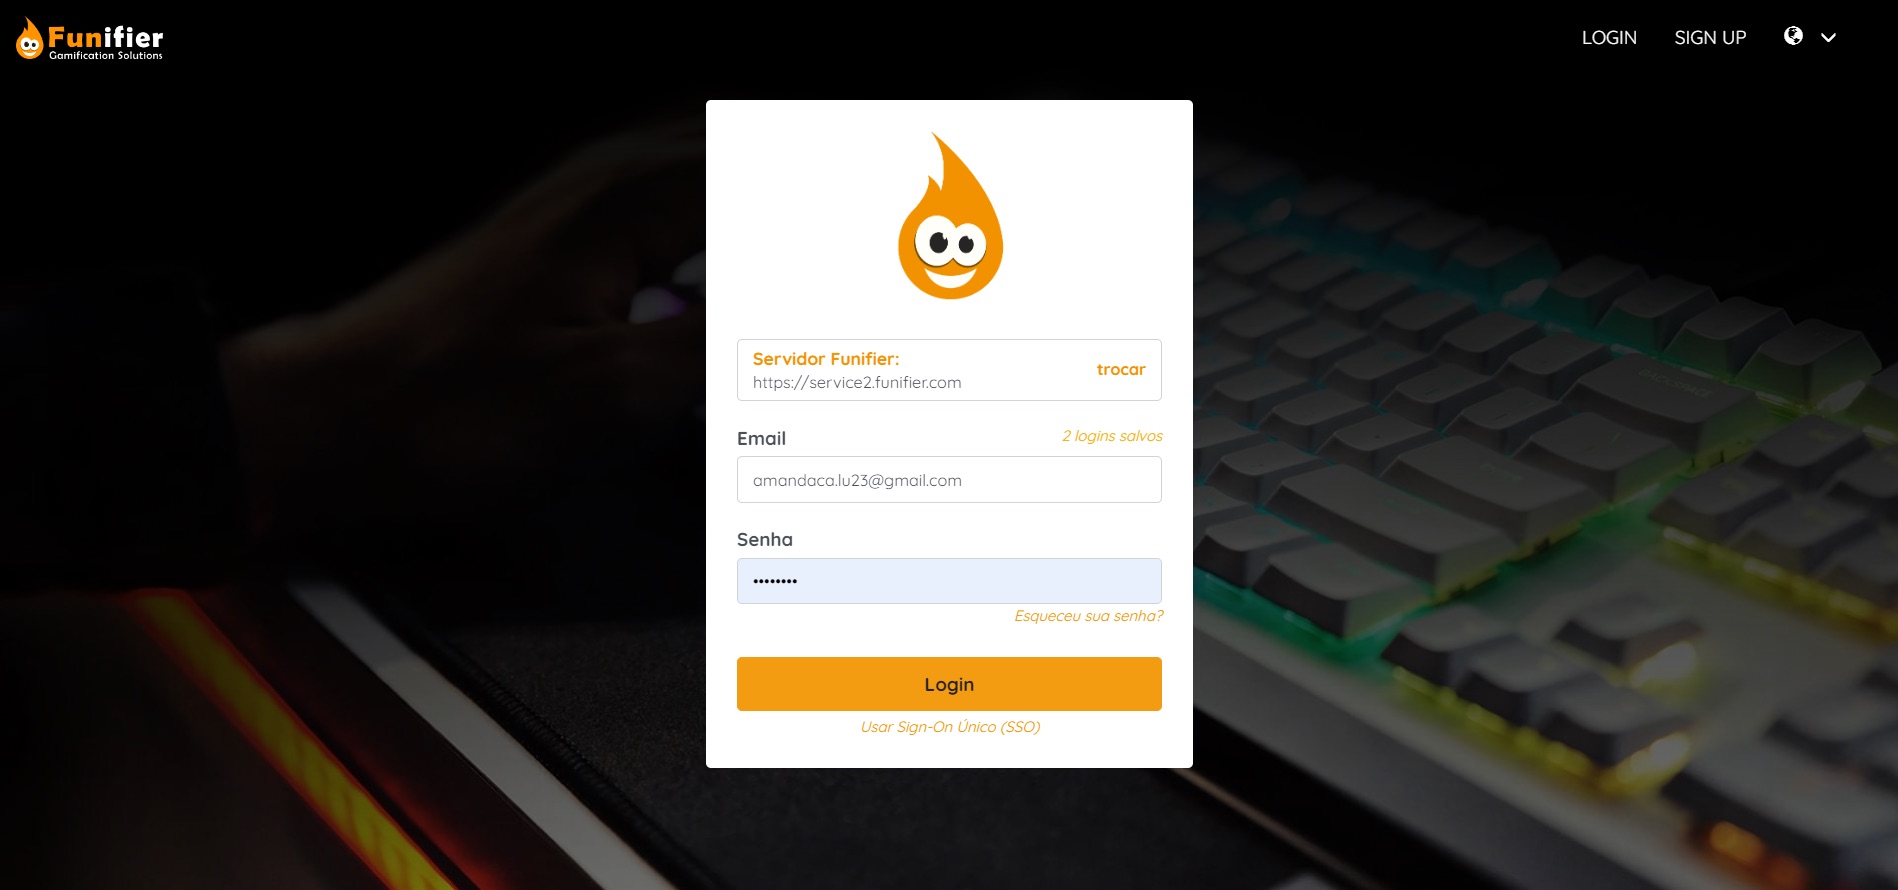 Funifier
Gamification Solutions
LOGIN
SIGN UP
Servidor Funifier:
https://service2.funifier.com
trocar
Email
2 logins salvos
amandaca.lu23@gmail.com
Senha
••••••••
Esqueceu sua senha?
Login
Usar Sign-On Único (SSO)
BACKSPACE